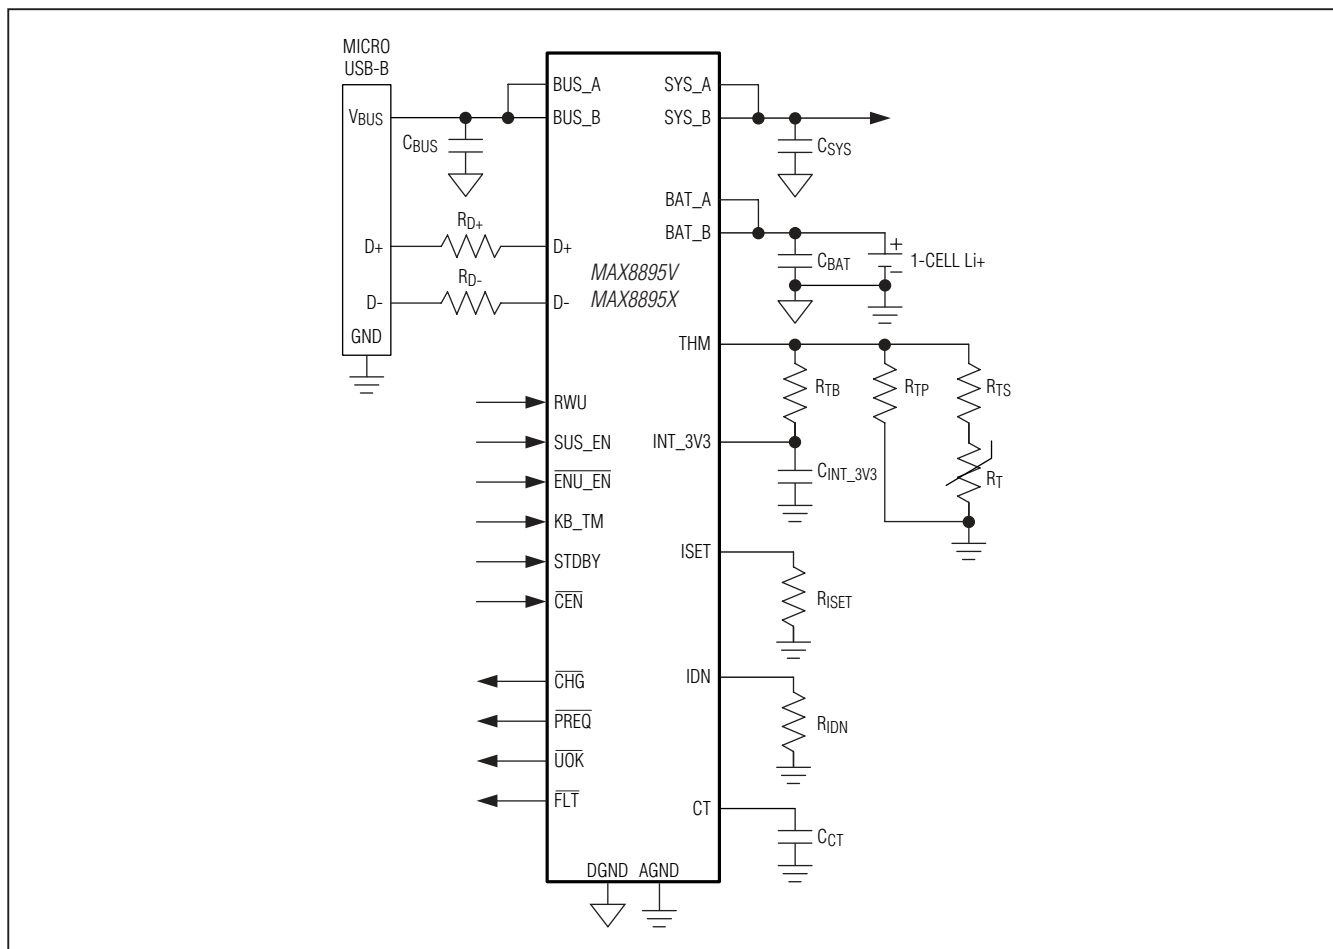 MICRO
USB-B
VBUS
CBUS
D+
RD+
D-
RD-
GND
BUS_A
BUS_B
D+
D-
MAX8895V
MAX8895X
RWU
SUS_EN
ENU_EN
KB_TM
STDBY
CEN
CHG
PREQ
UOK
FLT
DGND
AGND
SYS_A
SYS_B
CSYS
BAT_A
BAT_B
CBAT
+
-
1-CELL Li+
THM
RTB
RTP
RTS
INT_3V3
CINT_3V3
RT
ISET
RISET
IDN
RIDN
CT
CCT